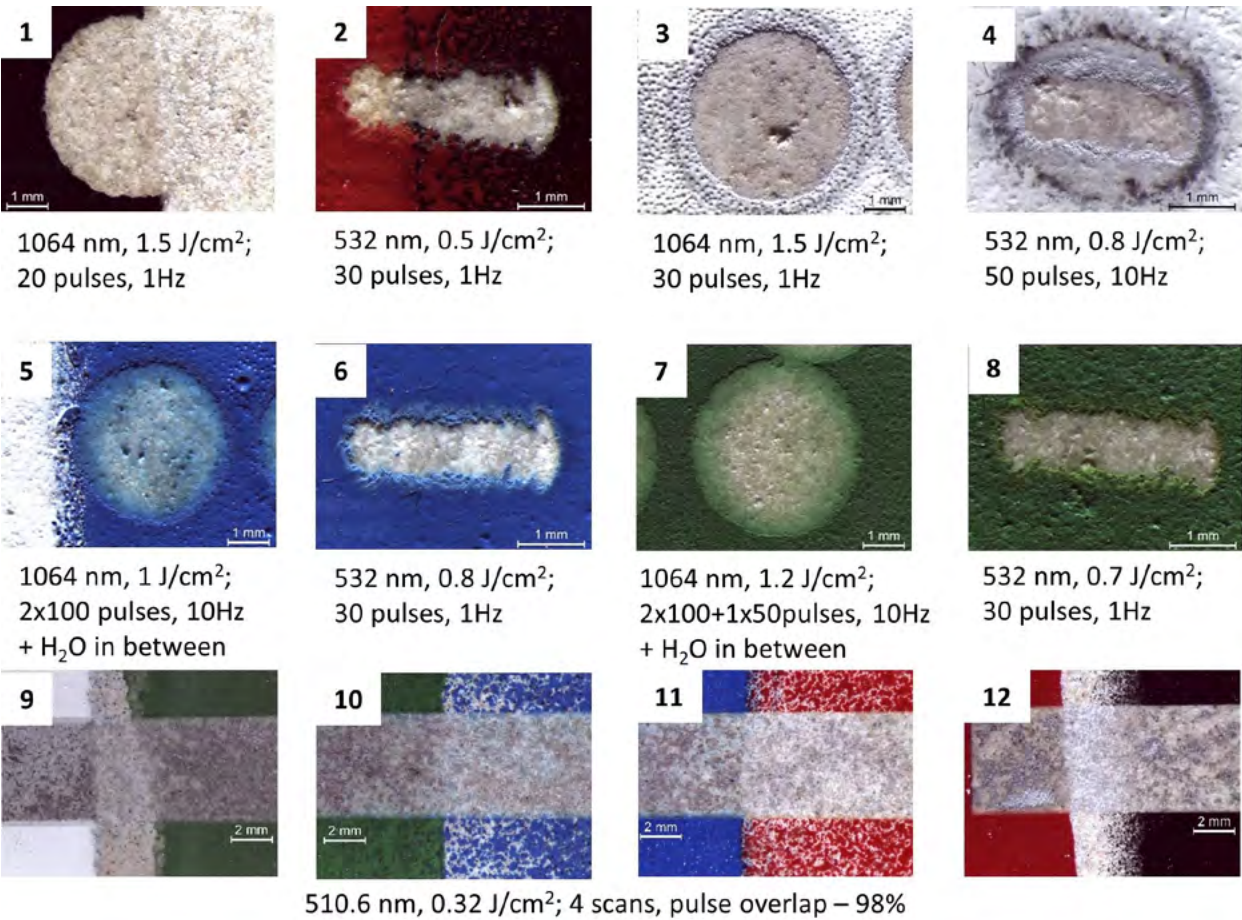 1
2
3
4
1 mm
1 mm
1 mm
1 mm
1064 nm, 1.5 J/cm²;
20 pulses, 1Hz
532 nm, 0.5 J/cm²;
30 pulses, 1Hz
1064 nm, 1.5 J/cm²;
30 pulses, 1Hz
532 nm, 0.8 J/cm²;
50 pulses, 10Hz
5
6
7
8
1 mm
1 mm
1 mm
1 mm
1064 nm, 1 J/cm²;
2x100 pulses, 10Hz
+ H₂O in between
532 nm, 0.8 J/cm²;
30 pulses, 1Hz
1064 nm, 1.2 J/cm²;
2x100+1x50pulses, 10Hz
+ H₂O in between
532 nm, 0.7 J/cm²;
30 pulses, 1Hz
9
10
11
12
2 mm
2 mm
2 mm
2 mm
510.6 nm, 0.32 J/cm²; 4 scans, pulse overlap – 98%